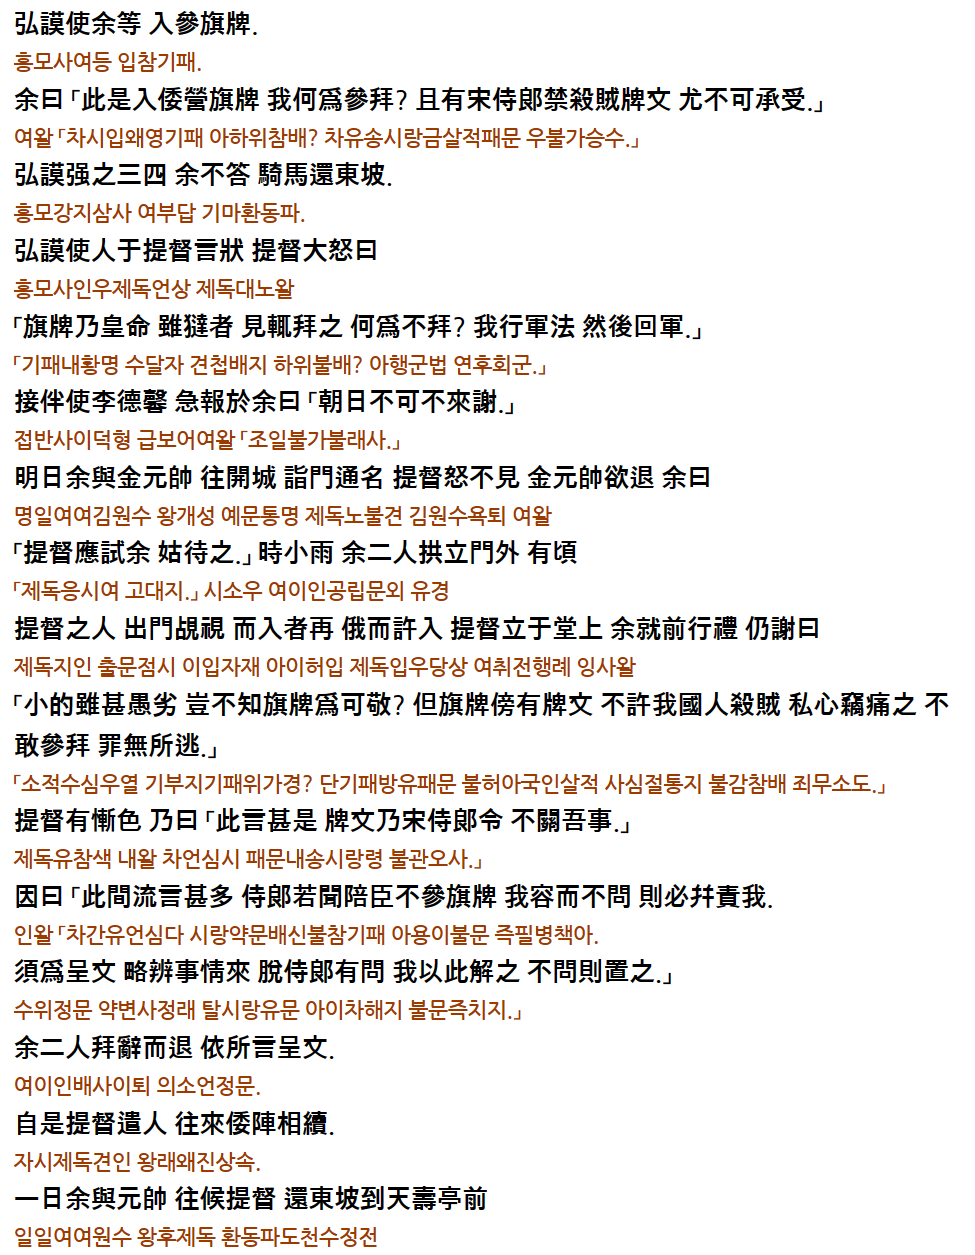 弘謨使余等 入參旗牌.
홍모사여등 입참기패.
余曰「此是入倭營旗牌 我何爲參拜? 且有宋侍郞禁殺賊牌文 尤不可承受.」
여왈「차시입왜영기패 아하위참배? 차유송시랑금살적패문 우불가승수.」
弘謨强之三四 余不答 騎馬還東坡.
홍모강지삼사 여부답 기마환동파.
弘謨使人于提督言狀 提督大怒曰
홍모사인우제독언상 제독대노왈
「旗牌乃皇命 雖㺚者 見輒拜之 何爲不拜? 我行軍法 然後回軍.」
「기패내황명 수달자 견첩배지 하위불배? 아행군법 연후회군.」
接伴使李德馨 急報於余曰「朝日不可不來謝.」
접반사이덕형 급보어여왈「조일불가불래사.」
明日余與金元帥 往開城 詣門通名 提督怒不見 金元帥欲退 余曰
명일여여김원수 왕개성 예문통명 제독노불견 김원수욕퇴 여왈
「提督應試余 姑待之.」時小雨 余二人拱立門外 有頃
「제독응시여 고대지.」시소우 여이인공립문외 유경
提督之人 出門覘視 而入者再 俄而許入 提督立于堂上 余就前行禮 仍謝曰
제독지인 출문점시 이입자재 아이허입 제독입우당상 여취전행례 잉사왈
「小的雖甚愚劣 豈不知旗牌爲可敬? 但旗牌傍有牌文 不許我國人殺賊 私心竊痛之 不
敢參拜 罪無所逃.」
「소적수심우열 기부지기패위가경? 단기패방유패문 불허아국인살적 사심절통지 불감참배 죄무소도.」
提督有慚色 乃曰「此言甚是 牌文乃宋侍郞令 不關吾事.」
제독유참색 내왈 차언심시 패문내송시랑령 불관오사.」
因曰「此間流言甚多 侍郞若聞陪臣不參旗牌 我容而不問 則必幷責我.
인왈「차간유언심다 시랑약문배신불참기패 아용이불문 즉필병책아.
須爲呈文 略辨事情來 脫侍郞有問 我以此解之 不問則置之.」
수위정문 약변사정래 탈시랑유문 아이차해지 불문즉치지.」
余二人拜辭而退 依所言呈文.
여이인배사이퇴 의소언정문.
自是提督遣人 往來倭陣相續.
자시제독견인 왕래왜진상속.
一日余與元帥 往候提督 還東坡到天壽亭前
일일여여원수 왕후제독 환동파도천수정전